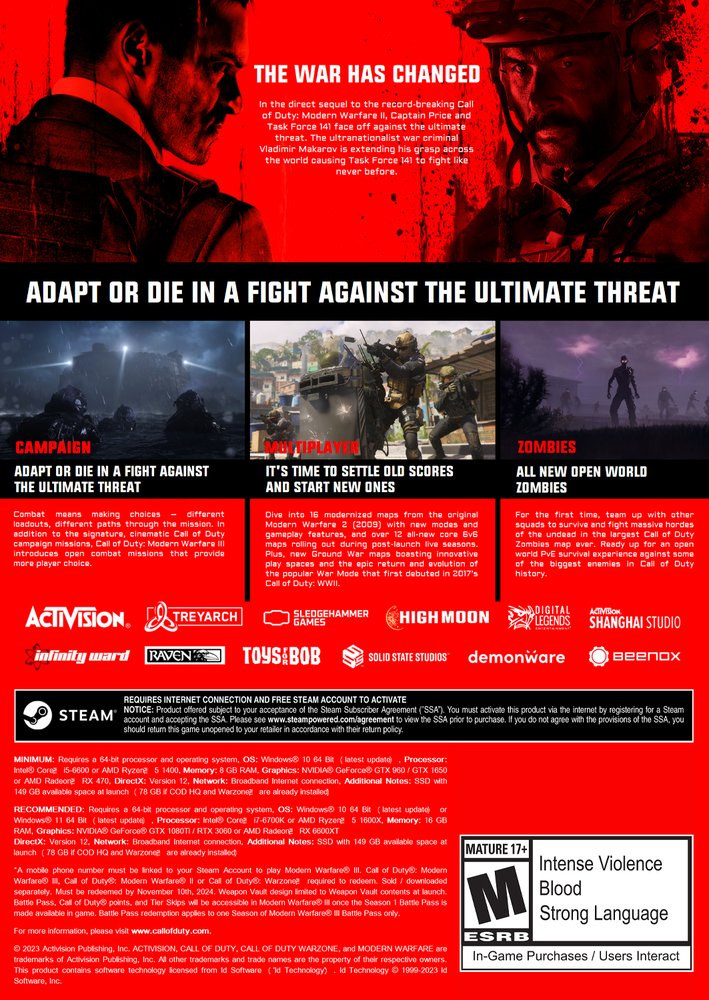 THE WAR HAS CHANGED
In the direct sequel to the record-breaking Call
of Duty: Modern Warfare II, Captain Price and
Task Force 141 face off against the ultimate
threat. The ultranationalist war criminal
Vladimir Makarov is extending his grasp across
the world causing Task Force 141 to fight like
never before.
ADAPT OR DIE IN A FIGHT AGAINST THE ULTIMATE THREAT
CAMPAIGN
ADAPT OR DIE IN A FIGHT AGAINST
THE ULTIMATE THREAT
Combat means making choices — different
loadouts, different paths through the mission. In
addition to the signature, cinematic Call of Duty
campaign missions, Call of Duty: Modern Warfare III
introduces open combat missions that provide
more player choice.
MULTIPLAYER
IT'S TIME TO SETTLE OLD SCORES
AND START NEW ONES
Dive into 16 modernized maps from the original
Modern Warfare 2 (2009) with new modes and
gameplay features, and over 12 all-new core 6v6
maps rolling out during post-launch live seasons.
Plus, new Ground War maps boasting innovative
play spaces and the epic return and evolution of
the popular War Mode that first debuted in 2017's
Call of Duty: WWII.
ZOMBIES
ALL NEW OPEN WORLD
ZOMBIES
For the first time, team up with other
squads to survive and fight massive hordes
of the undead in the largest Call of Duty
Zombies map ever. Ready up for an open
world PvE survival experience against some
of the biggest enemies in Call of Duty
history.
ACTIVISION®
TREYARCH
SLEDGEHAMMER
GAMES
HIGH MOON
DIGITAL
LEGENDS
ENTERTAINMENT
ACTIVISION
SHANGHAI STUDIO
infinity ward
RAVEN
TOYS FOR BOB
SOLID STATE STUDIOS
demonware
BEENOX
STEAM®
REQUIRES INTERNET CONNECTION AND FREE STEAM ACCOUNT TO ACTIVATE
NOTICE: Product offered subject to your acceptance of the Steam Subscriber Agreement ("SSA"). You must activate this product via the internet by registering for a Steam
account and accepting the SSA. Please see www.steampowered.com/agreement to view the SSA prior to purchase. If you do not agree with the provisions of the SSA, you
should return this game unopened to your retailer in accordance with their return policy.
MINIMUM: Requires a 64-bit processor and operating system, OS: Windows® 10 64 Bit (latest update) , Processor:
Intel® Core i5-6600 or AMD Ryzen 5 1400, Memory: 8 GB RAM, Graphics: NVIDIA® GeForce® GTX 960 / GTX 1650
or AMD Radeon RX 470, DirectX: Version 12, Network: Broadband Internet connection, Additional Notes: SSD with
149 GB available space at launch (78 GB if COD HQ and Warzone are already installed)
RECOMMENDED: Requires a 64-bit processor and operating system, OS: Windows® 10 64 Bit (latest update) or
Windows® 11 64 Bit (latest update) , Processor: Intel® Core i7-6700K or AMD Ryzen 5 1600X, Memory: 16 GB
RAM, Graphics: NVIDIA® GeForce® GTX 1080Ti / RTX 3060 or AMD Radeon RX 6600XT
DirectX: Version 12, Network: Broadband Internet connection, Additional Notes: SSD with 149 GB available space at
launch (78 GB if COD HQ and Warzone are already installed)
*A mobile phone number must be linked to your Steam Account to play Modern Warfare® III. Call of Duty®: Modern
Warfare® III, Call of Duty®: Modern Warfare® II or Call of Duty®: Warzone required to redeem. Sold / downloaded
separately. Must be redeemed by November 10th, 2024. Weapon Vault design limited to Weapon Vault contents at launch.
Battle Pass, Call of Duty® points, and Tier Skips will be accessible in Modern Warfare® III once the Season 1 Battle Pass is
made available in game. Battle Pass redemption applies to one Season of Modern Warfare® III Battle Pass only.
For more information, please visit www.callofduty.com.
© 2023 Activision Publishing, Inc. ACTIVISION, CALL OF DUTY, CALL OF DUTY WARZONE, and MODERN WARFARE are
trademarks of Activision Publishing, Inc. All other trademarks and trade names are the property of their respective owners.
This product contains software technology licensed from Id Software ('Id Technology') . Id Technology © 1999-2023 Id
Software, Inc.
MATURE 17+
M
ESRB
Intense Violence
Blood
Strong Language
In-Game Purchases / Users Interact